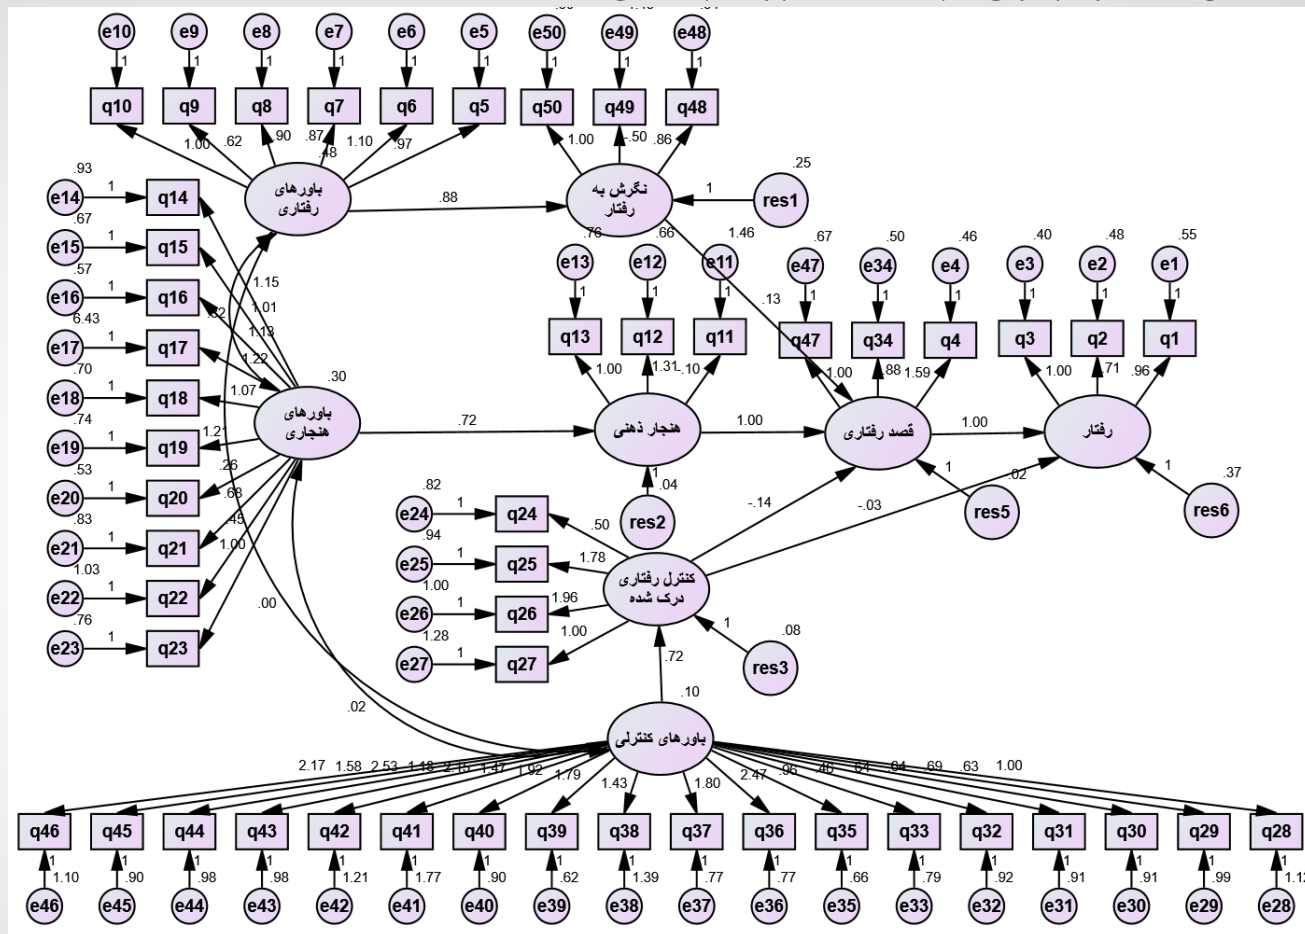 e10 e9 e8 e7 e6 e5 e50 e49 e48
1 1 1 1 1 1 1 1 1
q10 q9 q8 q7 q6 q5 q50 q49 q48
1.00 .62 .90 .87 1.10 .97 1.00 .50 .86
.48
باورهای
رفتاری
.88
نگرش به
رفتار
1
res1
.25
.93
e14 1 q14
.67
e15 1 q15
.57
e16 1 q16
6.43
e17 1 q17
.70
e18 1 q18
.74
e19 1 q19
.53
e20 1 q20
.83
e21 1 q21
1.03
e22 1 q22
.76
e23 1 q23
1.15
1.01
1.13
1.22
1.07
1.21
.26
.68
.45
1.00
.30
باورهای
هنجاری
.72
.76 .66 1.46 .67 .50 .46 .40 .48 .55
e13 e12 e11 e47 e34 e4 e3 e2 e1
1 1 1 1 1 1 1 1 1
q13 q12 q11 q47 q34 q4 q3 q2 q1
1.00 1.31 .10 1.00 .88 1.59 1.00 .71 .96
.13
هنجار ذهنی
1.00
قصد رفتاری
1.00
رفتار
1
.04
res2
1
.02
res5
1
.37
res6
-.14
-.03
.82
e24 1 q24
.94
e25 1 q25
1.00
e26 1 q26
1.28
e27 1 q27
.50
1.78
1.96
1.00
کنترل رفتاری
درک شده
1
.08
res3
.72
.00
.02
.10
باورهای کنترلی
2.17 1.58 2.53 1.18 2.15 1.47 1.92 1.79 1.43 1.80 2.47 .95 .46 .64 .04 .69 .63 1.00
q46 q45 q44 q43 q42 q41 q40 q39 q38 q37 q36 q35 q33 q32 q31 q30 q29 q28
1 1 1 1 1 1 1 1 1 1 1 1 1 1 1 1 1 1
1.10 .90 .98 .98 1.21 1.77 .90 .62 1.39 .77 .77 .66 .79 .92 .91 .91 .99
e46 e45 e44 e43 e42 e41 e40 e39 e38 e37 e36 e35 e33 e32 e31 e30 e29 e28